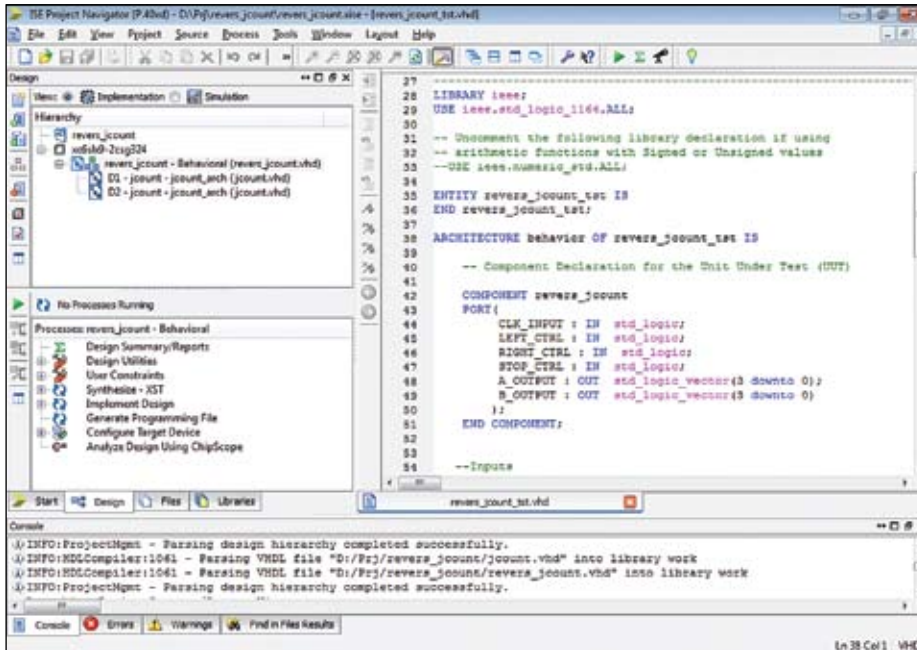 ISE Project Navigator (P.40xd) - D:\Prj\revers_jcount\revers_jcount.xise - [revers_jcount_tst.vhd]
File Edit View Project Source Process Tools Window Layout Help
Design
View: Implementation Simulation
Hierarchy
revers_jcount
xc6slx9-2csg324
revers_jcount - Behavioral (revers_jcount.vhd)
D1 - jcount - jcount_arch (jcount.vhd)
D2 - jcount - jcount_arch (jcount.vhd)
No Processes Running
Processes: revers_jcount - Behavioral
Design Summary/Reports
Design Utilities
User Constraints
Synthesize - XST
Implement Design
Generate Programming File
Configure Target Device
Analyze Design Using ChipScope
Start Design Files Libraries
27 ----------------------------------------------------------------
28 LIBRARY ieee;
29 USE ieee.std_logic_1164.ALL;
30
31 -- Uncomment the following library declaration if using
32 -- arithmetic functions with Signed or Unsigned values
33 --USE ieee.numeric_std.ALL;
34
35 ENTITY revers_jcount_tst IS
36 END revers_jcount_tst;
37
38 ARCHITECTURE behavior OF revers_jcount_tst IS
39
40 -- Component Declaration for the Unit Under Test (UUT)
41
42 COMPONENT revers_jcount
43 PORT(
44 CLK_INPUT : IN std_logic;
45 LEFT_CTRL : IN std_logic;
46 RIGHT_CTRL : IN std_logic;
47 STOP_CTRL : IN std_logic;
48 A_OUTPUT : OUT std_logic_vector(3 downto 0);
49 B_OUTPUT : OUT std_logic_vector(3 downto 0)
50 );
51 END COMPONENT;
52
53
54 --Inputs
revers_jcount_tst.vhd
Console
INFO:ProjectMgmt - Parsing design hierarchy completed successfully.
INFO:HDLCompiler:1061 - Parsing VHDL file "D:/Prj/revers_jcount/jcount.vhd" into library work
INFO:HDLCompiler:1061 - Parsing VHDL file "D:/Prj/revers_jcount/revers_jcount.vhd" into library work
INFO:ProjectMgmt - Parsing design hierarchy completed successfully.
Console Errors Warnings Find in Files Results
Ln 38 Col 1 VHD